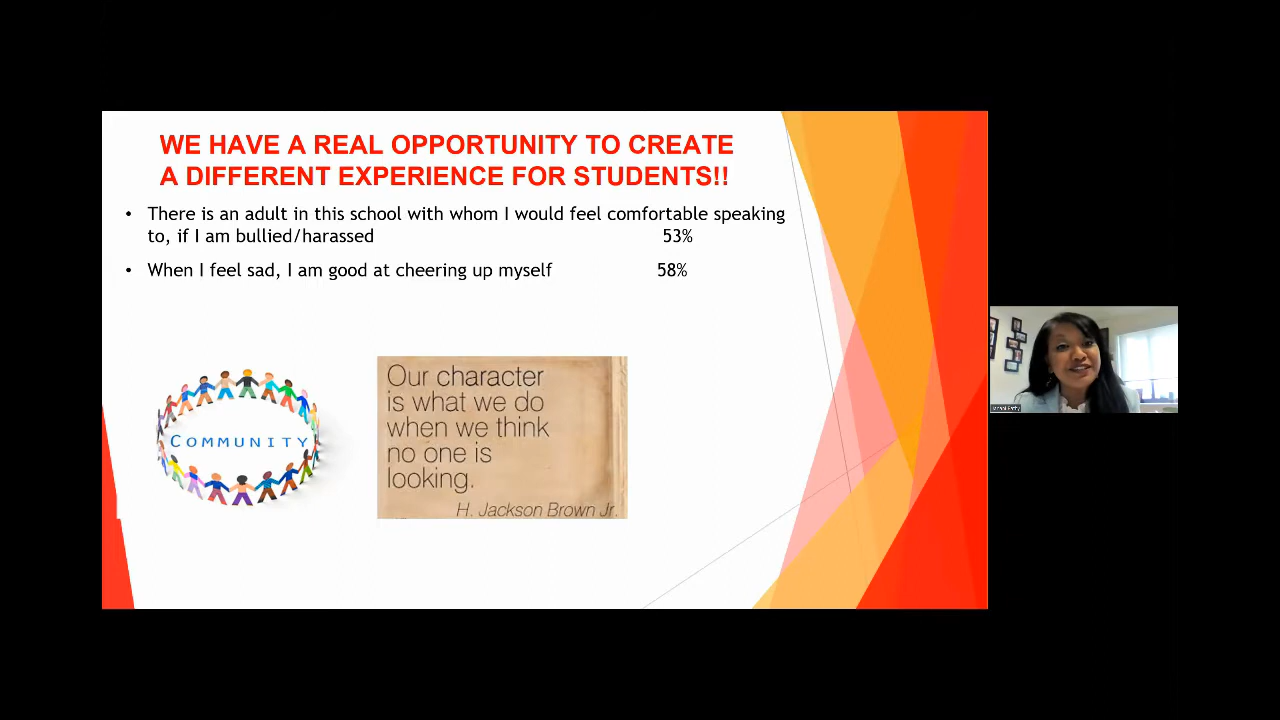 WE HAVE A REAL OPPORTUNITY TO CREATE
A DIFFERENT EXPERIENCE FOR STUDENTS!!
• There is an adult in this school with whom I would feel comfortable speaking
to, if I am bullied/harassed 53%
• When I feel sad, I am good at cheering up myself 58%
COMMUNITY
Our character
is what we do
when we think
no one is
looking.
H. Jackson Brown Jr.